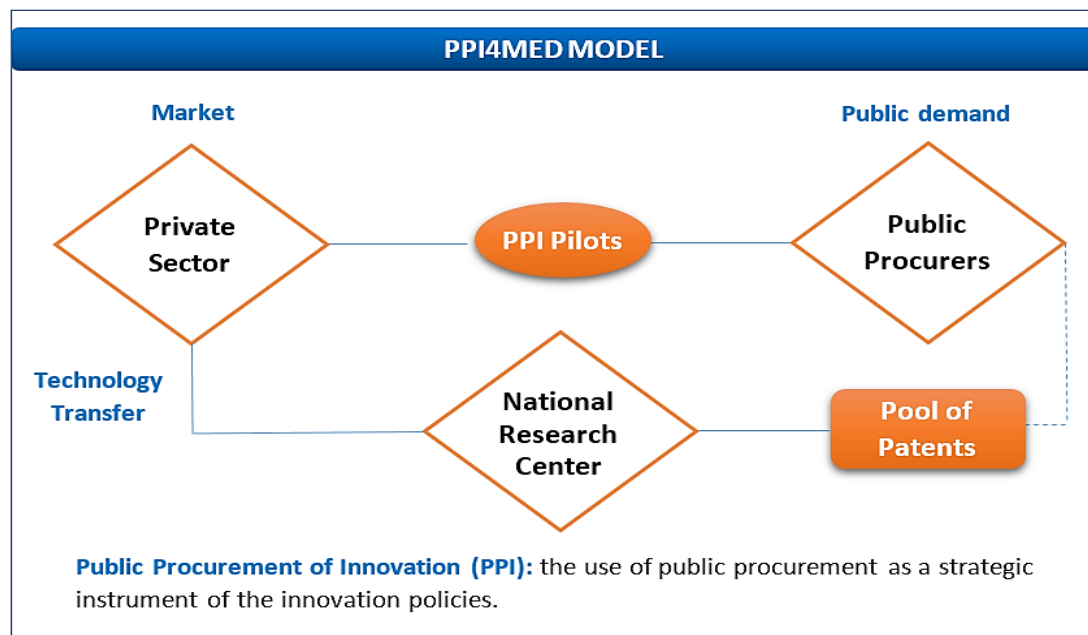 PPI4MED MODEL
Market
Public demand
Private
Sector
PPI Pilots
Public
Procurers
Technology
Transfer
National
Research
Center
Pool of
Patents
Public Procurement of Innovation (PPI): the use of public procurement as a strategic
instrument of the innovation policies.